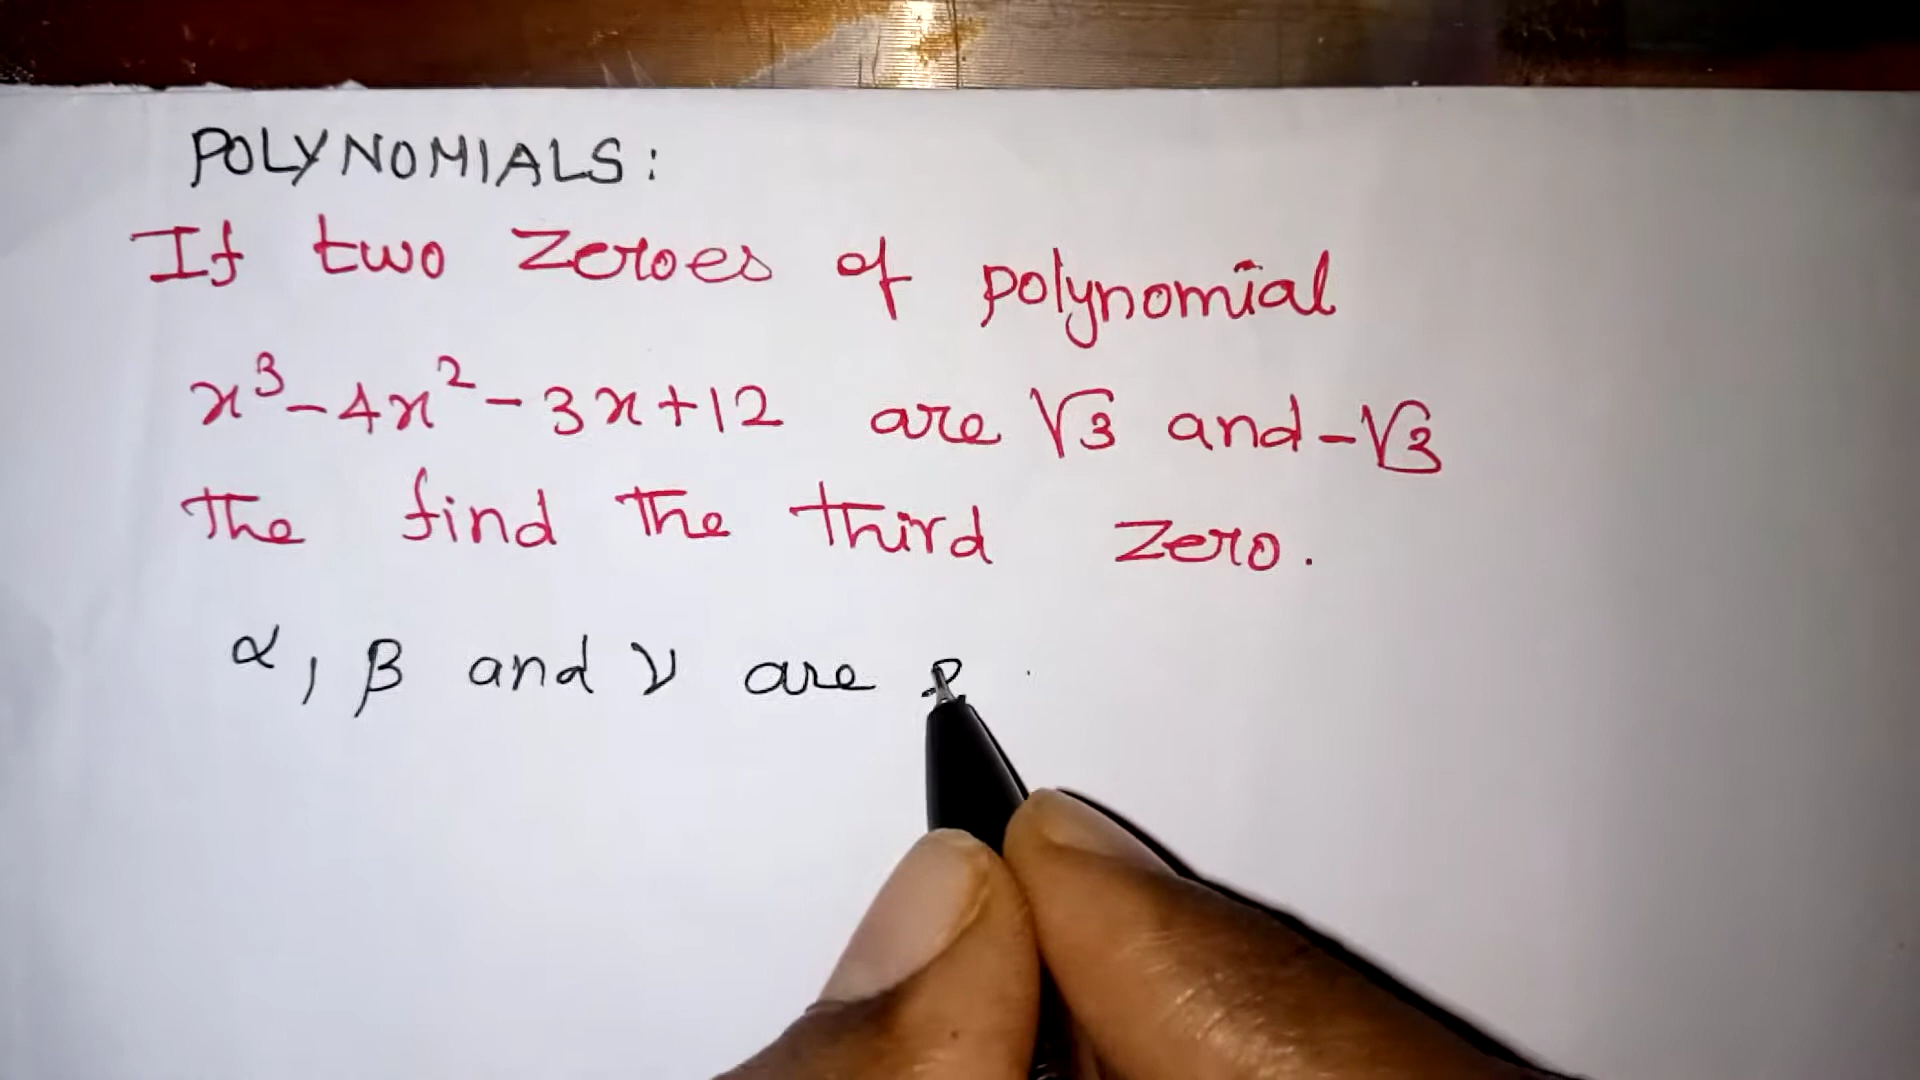 POLYNOMIALS:
If two zeroes of polynomial
x³-4x²-3x+12 are √3 and -√3
the find the third zero.
α, β and γ are